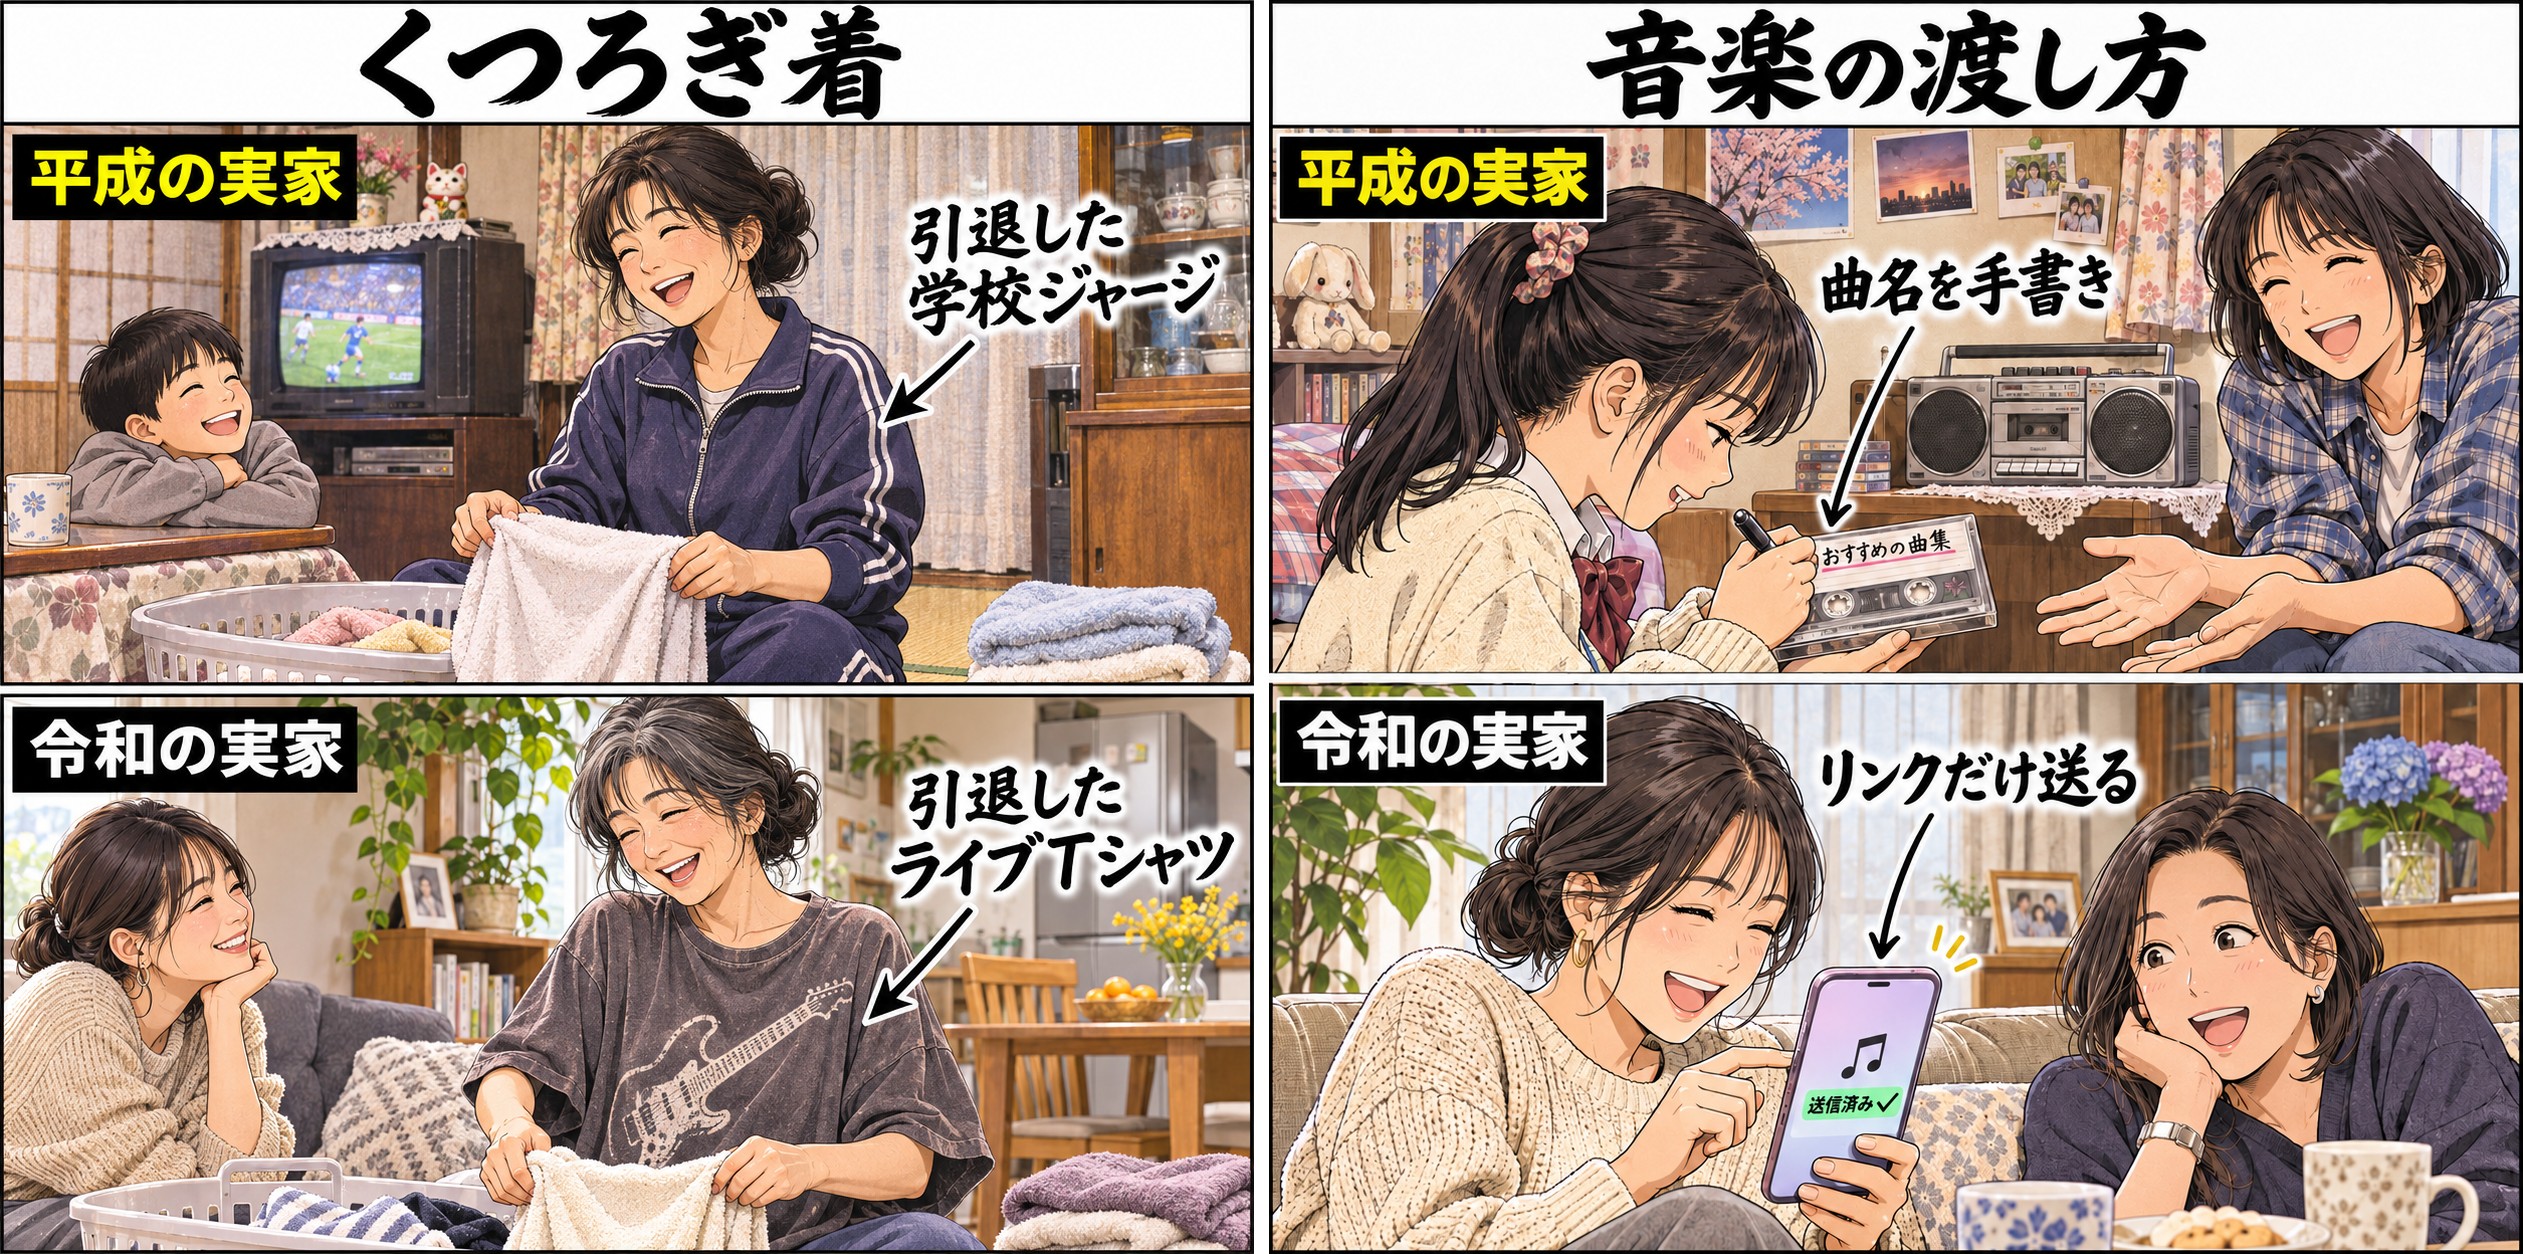 くつろぎ着
平成の実家
引退した
学校ジャージ
令和の実家
引退した
ライブTシャツ
音楽の渡し方
平成の実家
曲名を手書き
おすすめの曲集
令和の実家
リンクだけ送る
送信済み✓